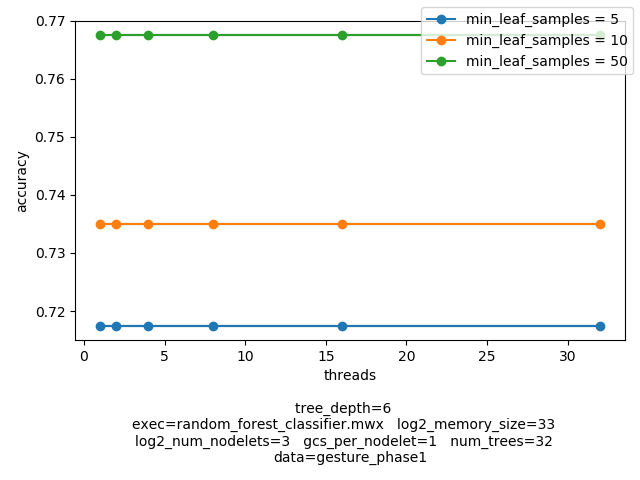 min_leaf_samples = 5
min_leaf_samples = 10
min_leaf_samples = 50
0.77
0.76
0.75
0.74
0.73
0.72
accuracy
0 5 10 15 20 25 30
threads
tree_depth=6
exec=random_forest_classifier.mwx log2_memory_size=33
log2_num_nodelets=3 gcs_per_nodelet=1 num_trees=32
data=gesture_phase1